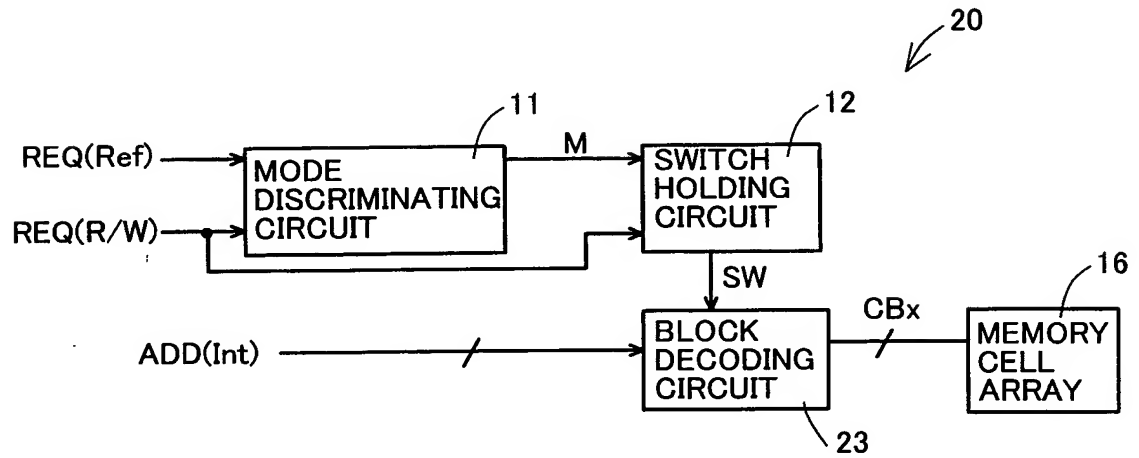 20
11
12
REQ(Ref)
M
MODE
DISCRIMINATING
CIRCUIT
SWITCH
HOLDING
CIRCUIT
REQ(R/W)
SW
16
CBx
ADD(Int)
BLOCK
DECODING
CIRCUIT
MEMORY
CELL
ARRAY
23